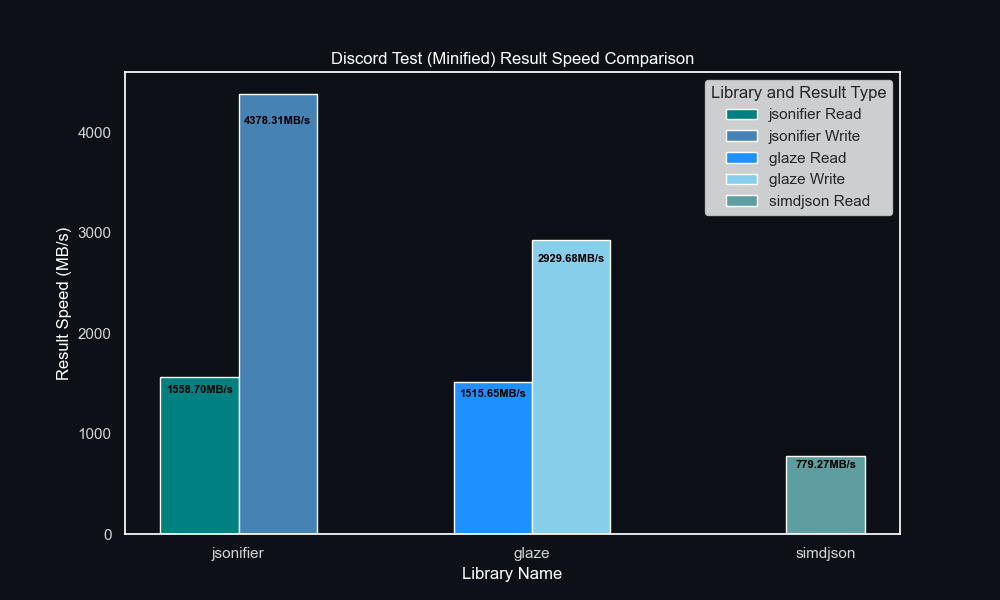 Discord Test (Minified) Result Speed Comparison
Library and Result Type
jsonifier Read
jsonifier Write
glaze Read
glaze Write
simdjson Read
Result Speed (MB/s)
4000
3000
2000
1000
0
4378.31MB/s
2929.68MB/s
1558.70MB/s
1515.65MB/s
779.27MB/s
jsonifier
glaze
simdjson
Library Name